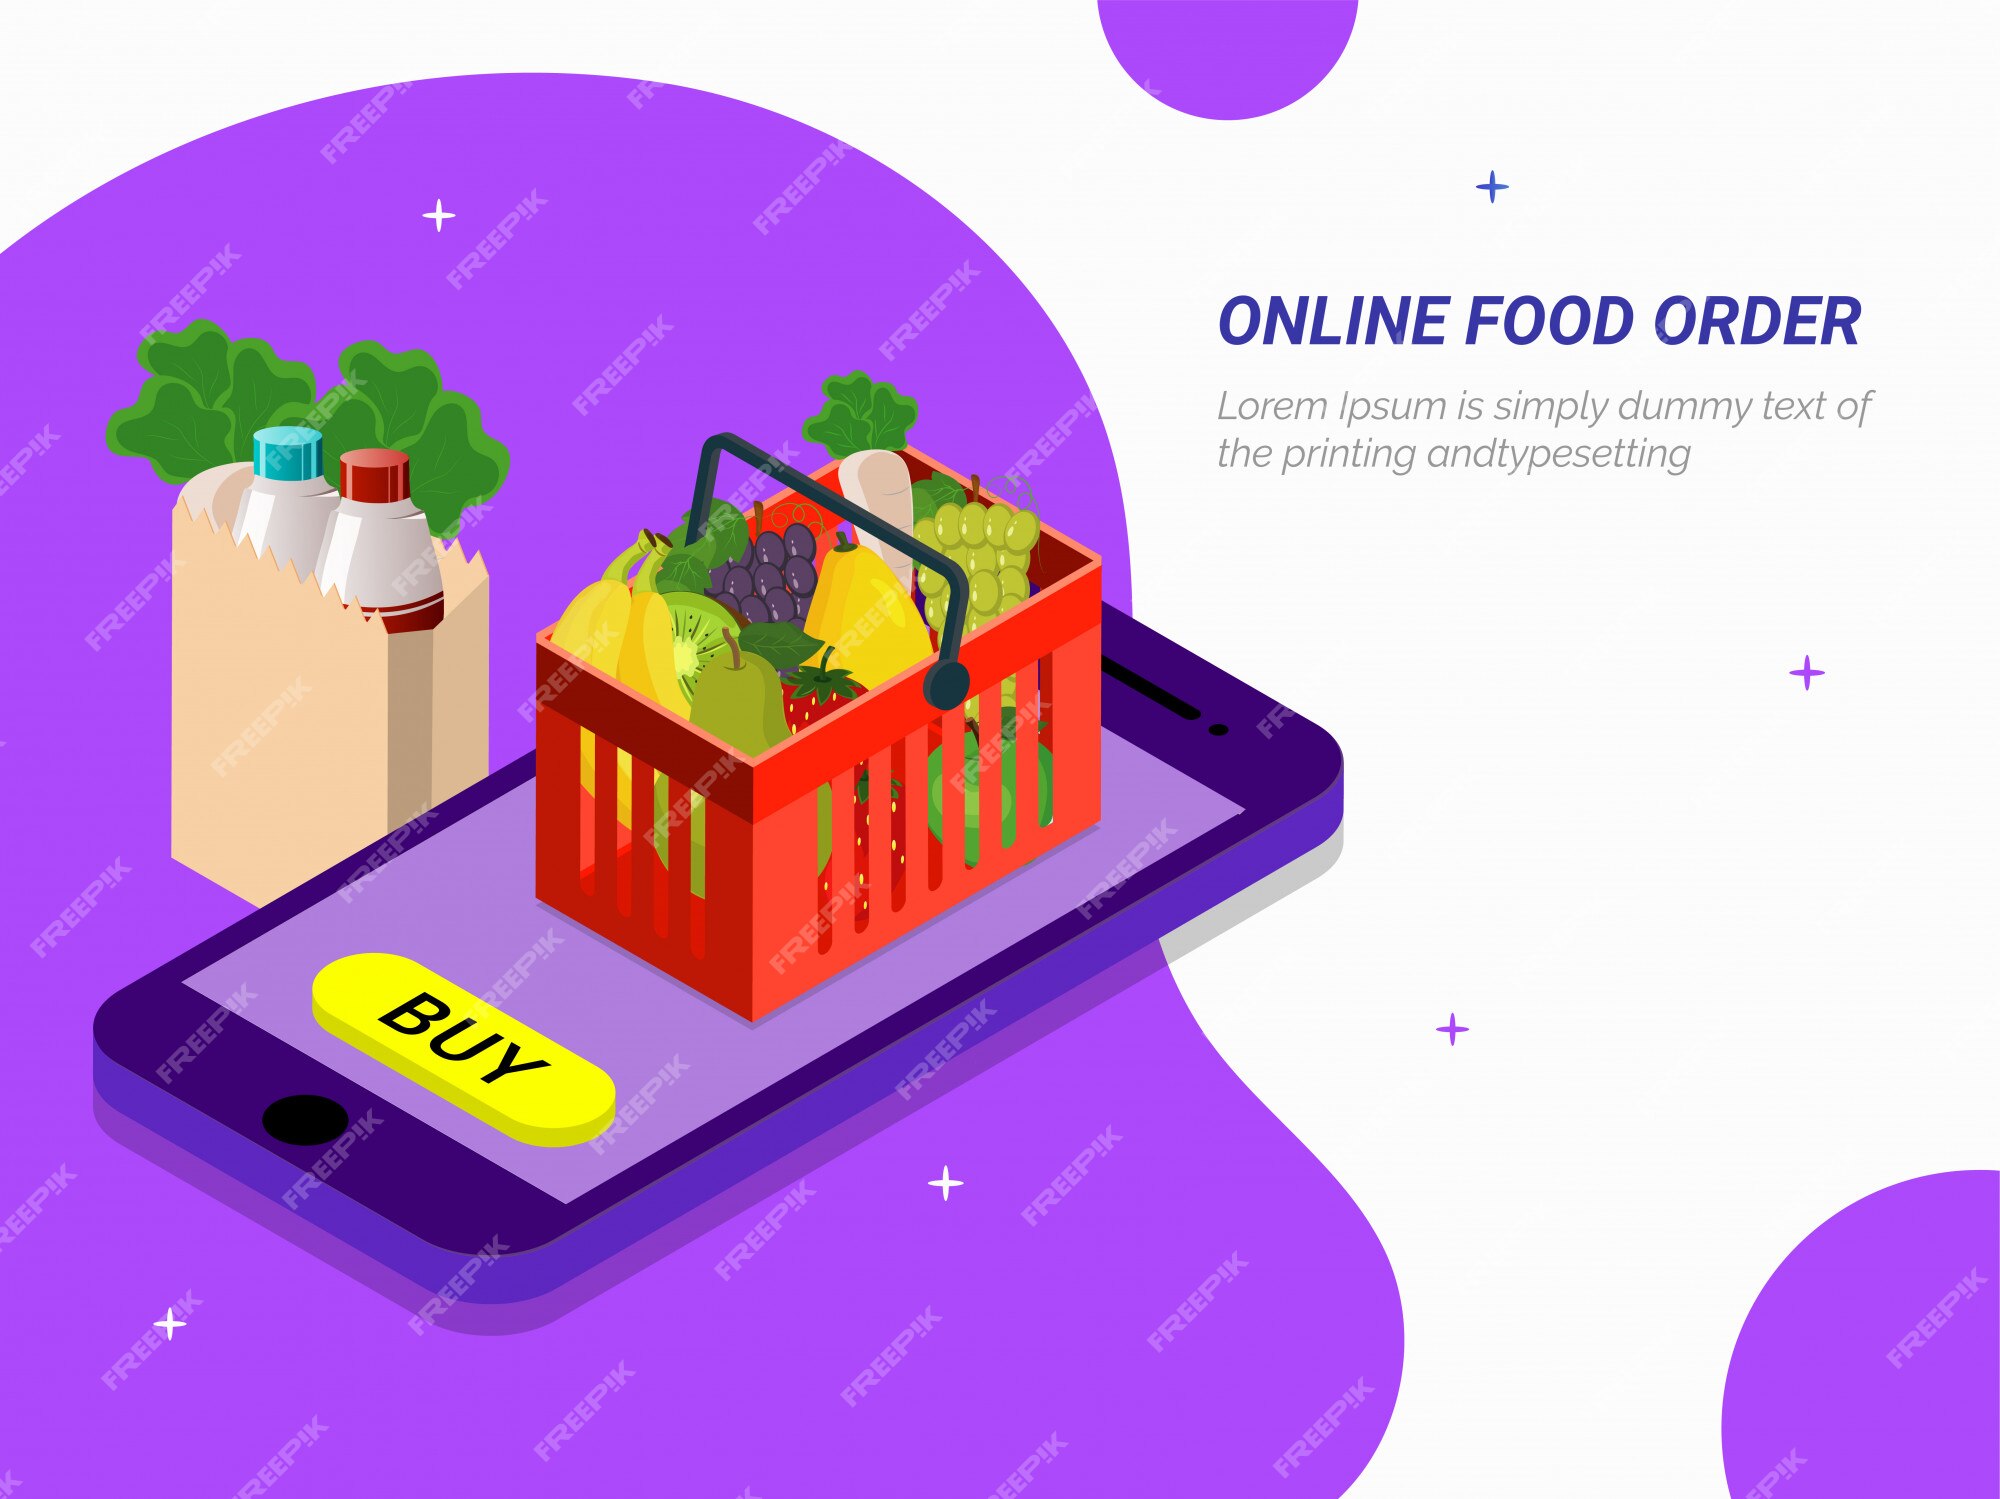 ONLINE FOOD ORDER
Lorem Ipsum is simply dummy text of
the printing andtypesetting
BUY
FREEPIK